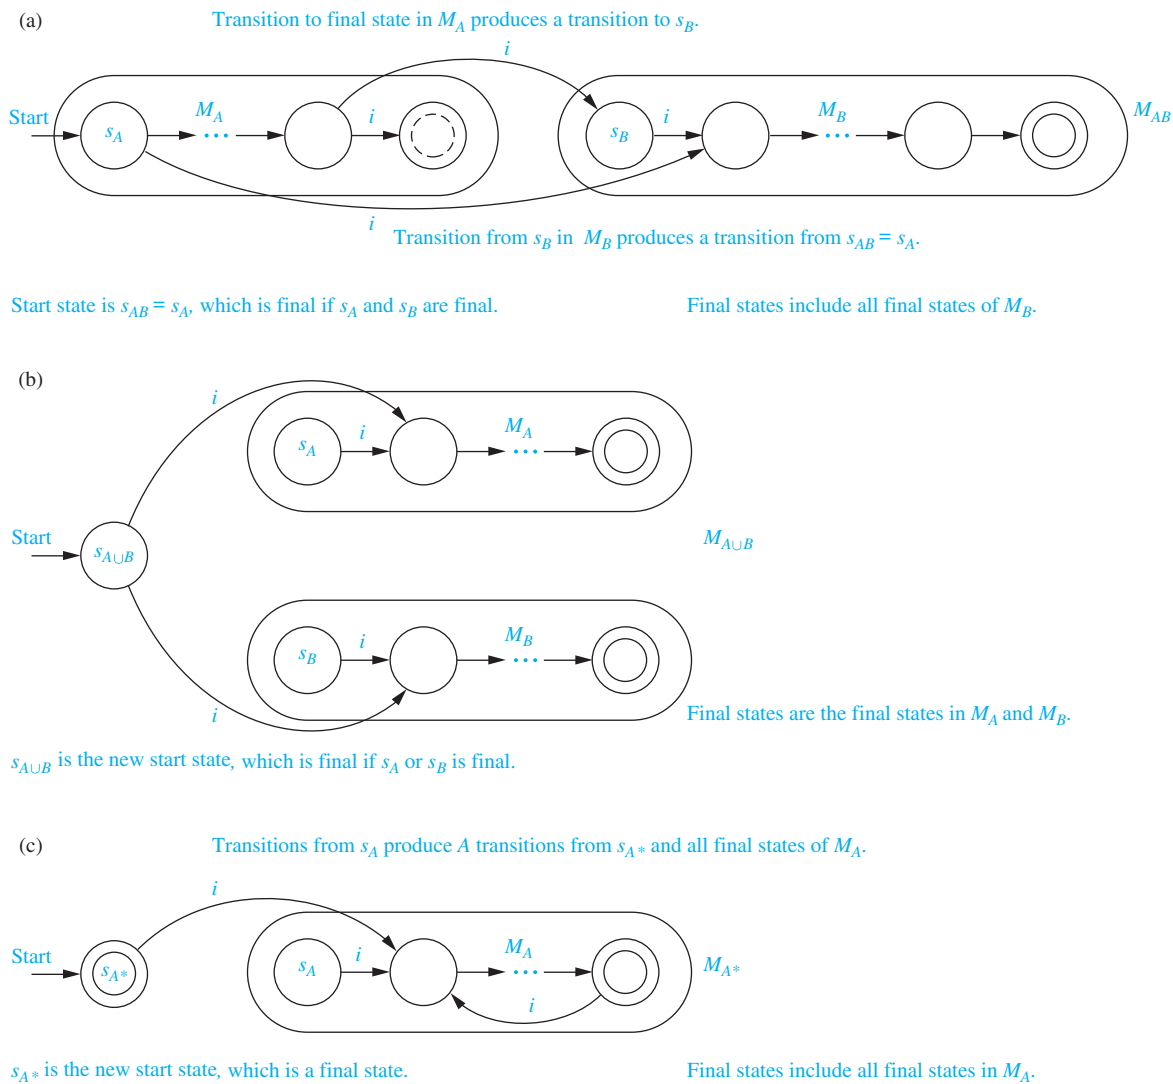 (a)
Transition to final state in M_A produces a transition to s_B.
i
Start
s_A
M_A
...
i
s_B
i
M_B
...
M_AB
i
Transition from s_B in M_B produces a transition from s_AB = s_A.
Start state is s_AB = s_A, which is final if s_A and s_B are final.
Final states include all final states of M_B.
(b)
i
s_A
i
M_A
...
Start
s_A∪B
M_A∪B
s_B
i
M_B
...
i
Final states are the final states in M_A and M_B.
s_A∪B is the new start state, which is final if s_A or s_B is final.
(c)
Transitions from s_A produce A transitions from s_A* and all final states of M_A.
i
Start
s_A*
s_A
i
M_A
...
i
M_A*
s_A* is the new start state, which is a final state.
Final states include all final states in M_A.